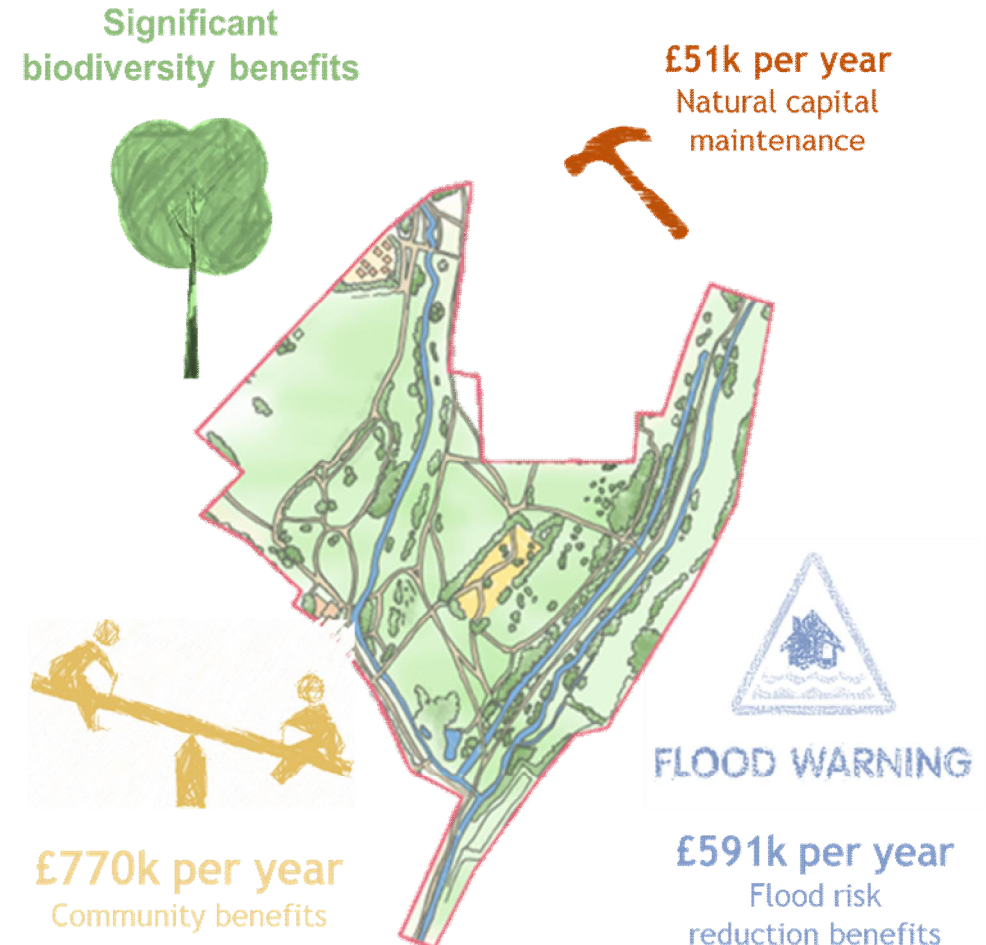 Significant
biodiversity benefits
£51k per year
Natural capital
maintenance
FLOOD WARNING
£770k per year
Community benefits
£591k per year
Flood risk
reduction benefits